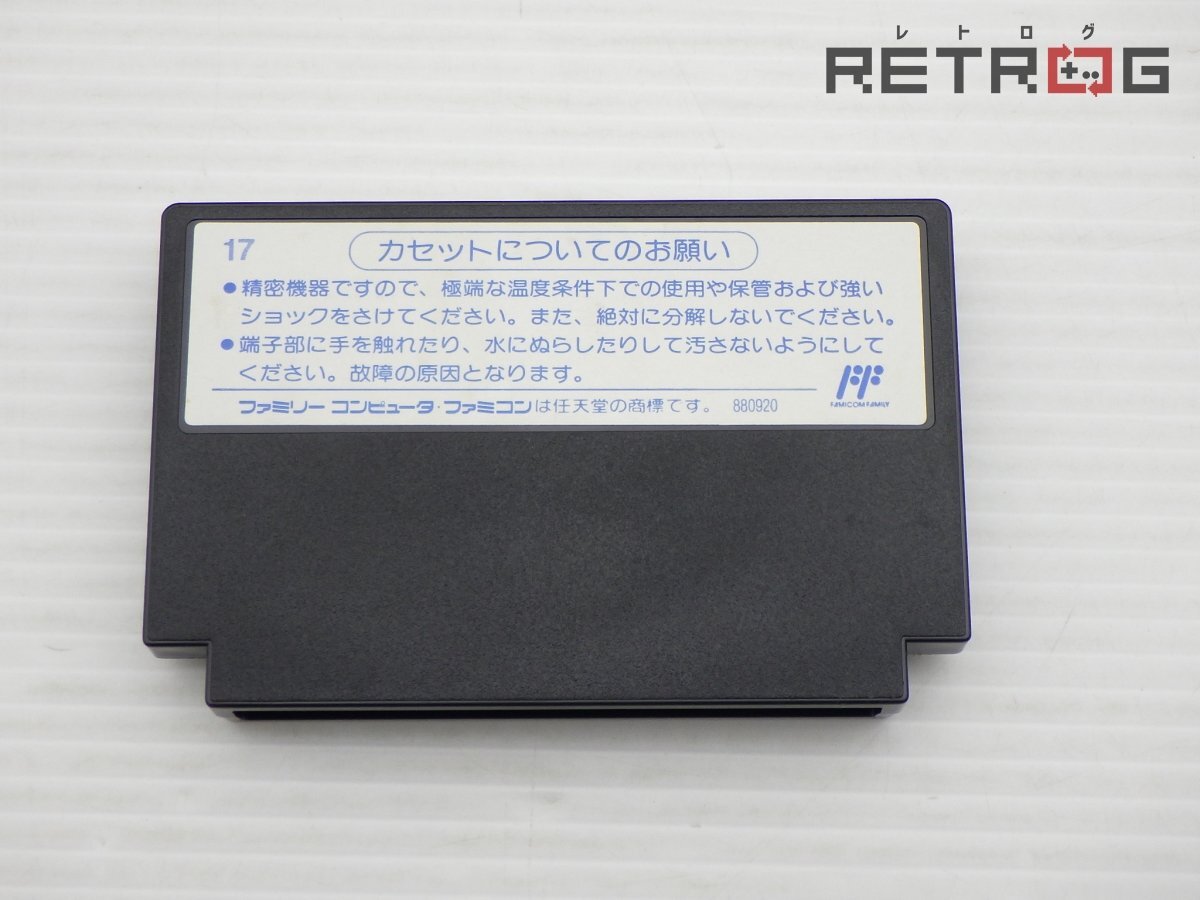 レトログ
RETROG
17 カセットについてのお願い
●精密機器ですので、極端な温度条件下での使用や保管および強い
ショックをさけてください。また、絶対に分解しないでください。
●端子部に手を触れたり、水にぬらしたりして汚さないようにして
ください。故障の原因となります。
FAMICOM FAMILY
ファミリーコンピュータ・ファミコンは任天堂の商標です。 880920